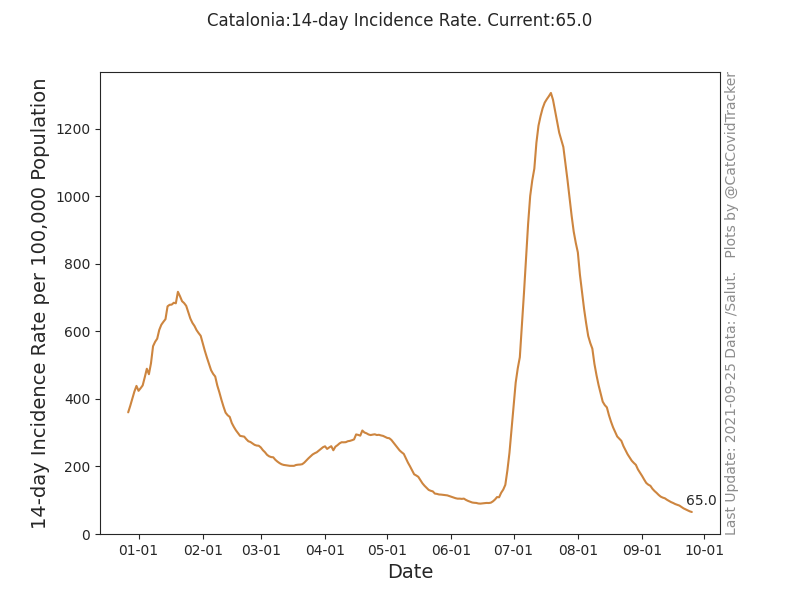 Catalonia:14-day Incidence Rate. Current:65.0
14-day Incidence Rate per 100,000 Population
1200
1000
800
600
400
200
0
65.0
01-01 02-01 03-01 04-01 05-01 06-01 07-01 08-01 09-01 10-01
Date
Last Update: 2021-09-25 Data: /Salut. Plots by @CatCovidTracker